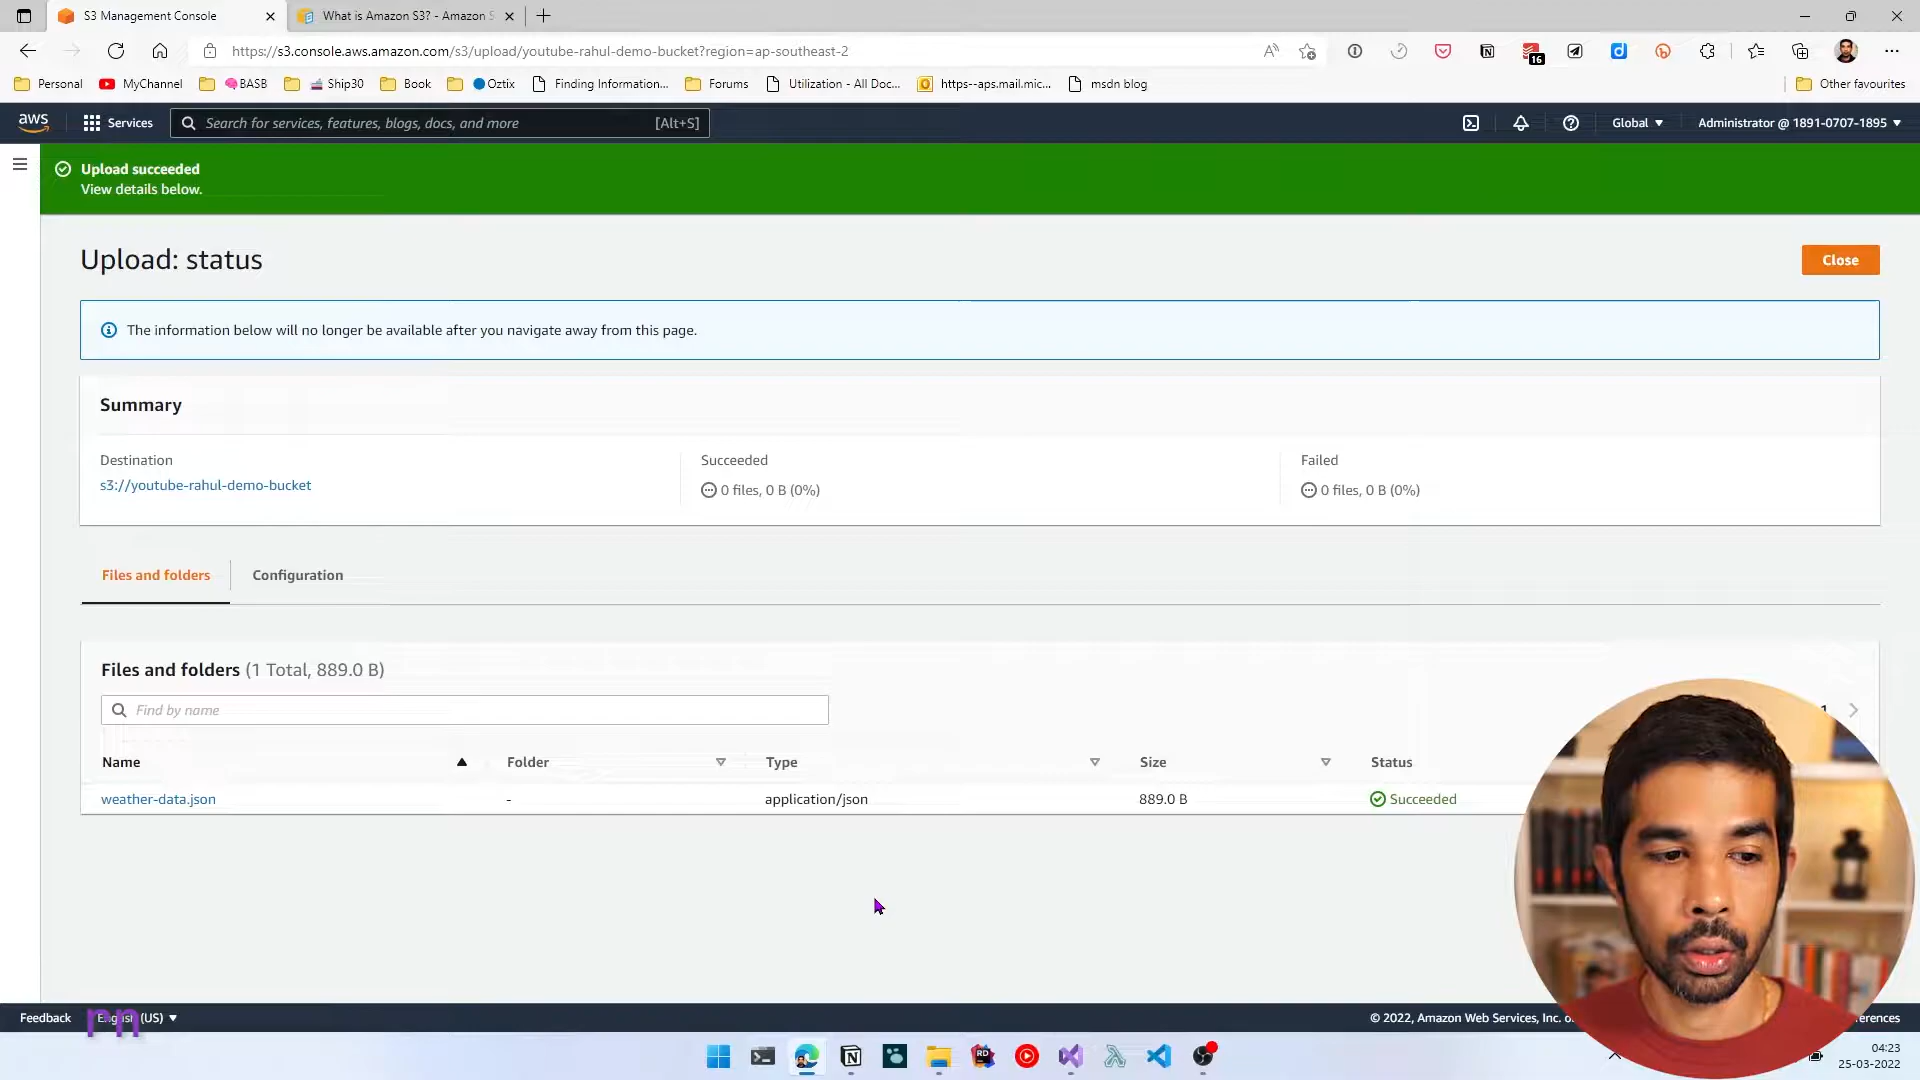 S3 Management Console
What is Amazon S3? - Amazon S
https://s3.console.aws.amazon.com/s3/upload/youtube-rahul-demo-bucket?region=ap-southeast-2
16
Personal
MyChannel
BASB
Ship30
Book
Oztix
Finding Information...
Forums
Utilization - All Doc...
https--aps.mail.mic...
msdn blog
Other favourites
aws
Services
Search for services, features, blogs, docs, and more
[Alt+S]
Global
Administrator @ 1891-0707-1895
Upload succeeded
View details below.
Upload: status
Close
The information below will no longer be available after you navigate away from this page.
Summary
Destination
Succeeded
Failed
s3://youtube-rahul-demo-bucket
0 files, 0 B (0%)
0 files, 0 B (0%)
Files and folders
Configuration
Files and folders (1 Total, 889.0 B)
Find by name
1
Name
Folder
Type
Size
Status
weather-data.json
-
application/json
889.0 B
Succeeded
Feedback
English (US)
rn
© 2022, Amazon Web Services, Inc.
RD
04:23
25-03-2022